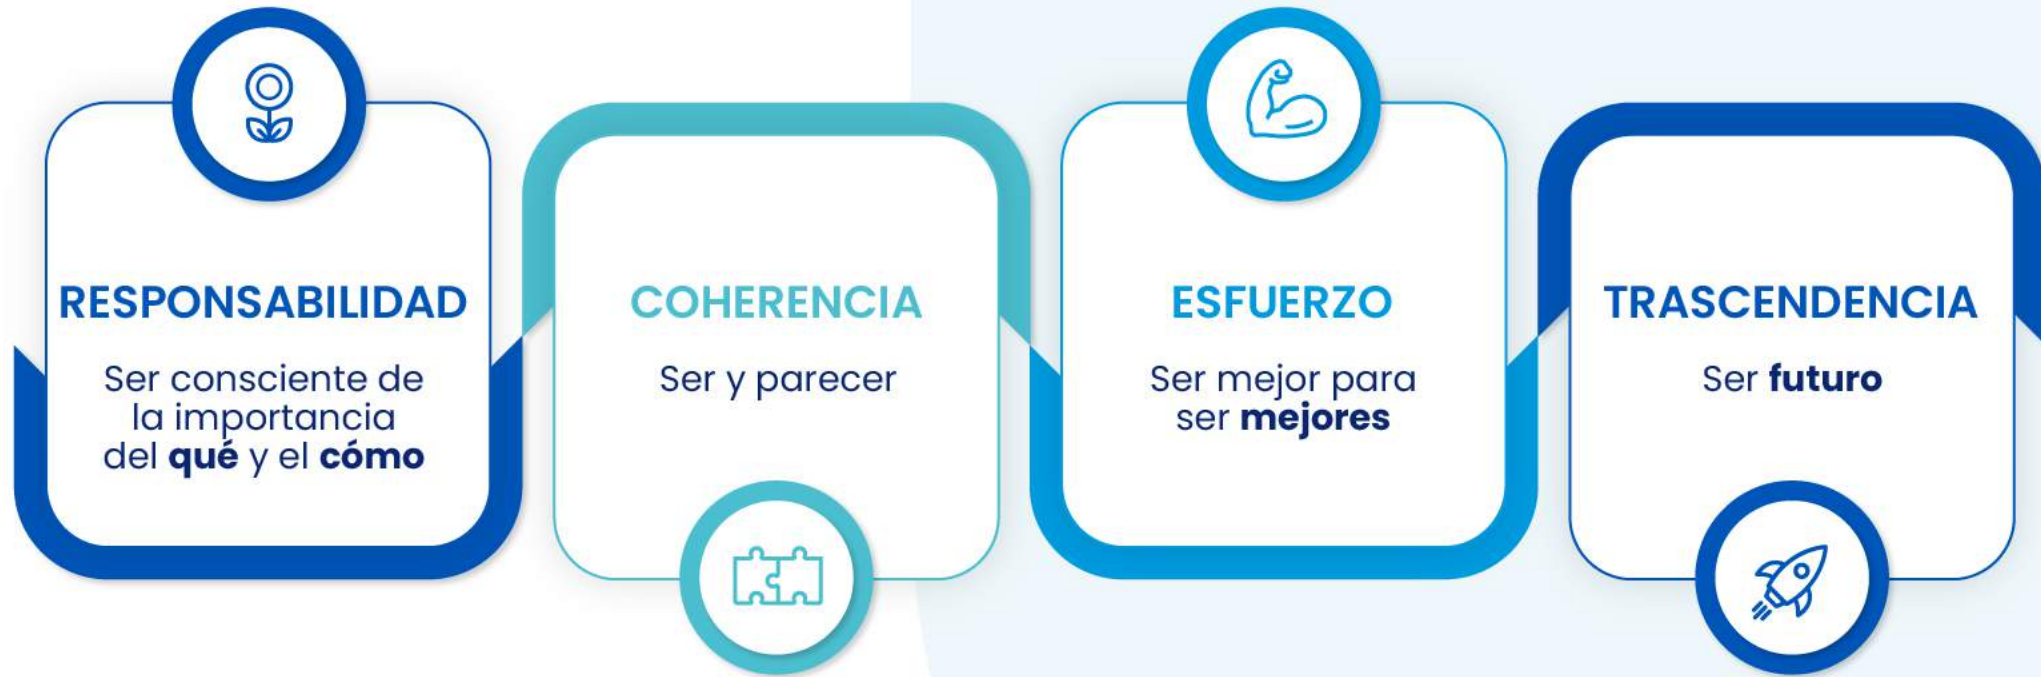 RESPONSABILIDAD
Ser consciente de
la importancia
del qué y el cómo
COHERENCIA
Ser y parecer
ESFUERZO
Ser mejor para
ser mejores
TRASCENDENCIA
Ser futuro